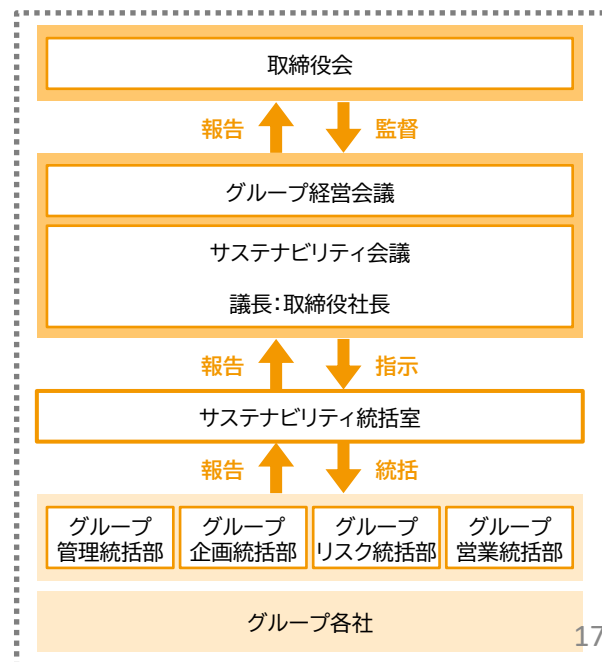 取締役会
報告 監督
グループ経営会議
サステナビリティ会議
議長：取締役社長
報告 指示
サステナビリティ統括室
報告 統括
グループ
管理統括部
グループ
企画統括部
グループ
リスク統括部
グループ
営業統括部
グループ各社
17